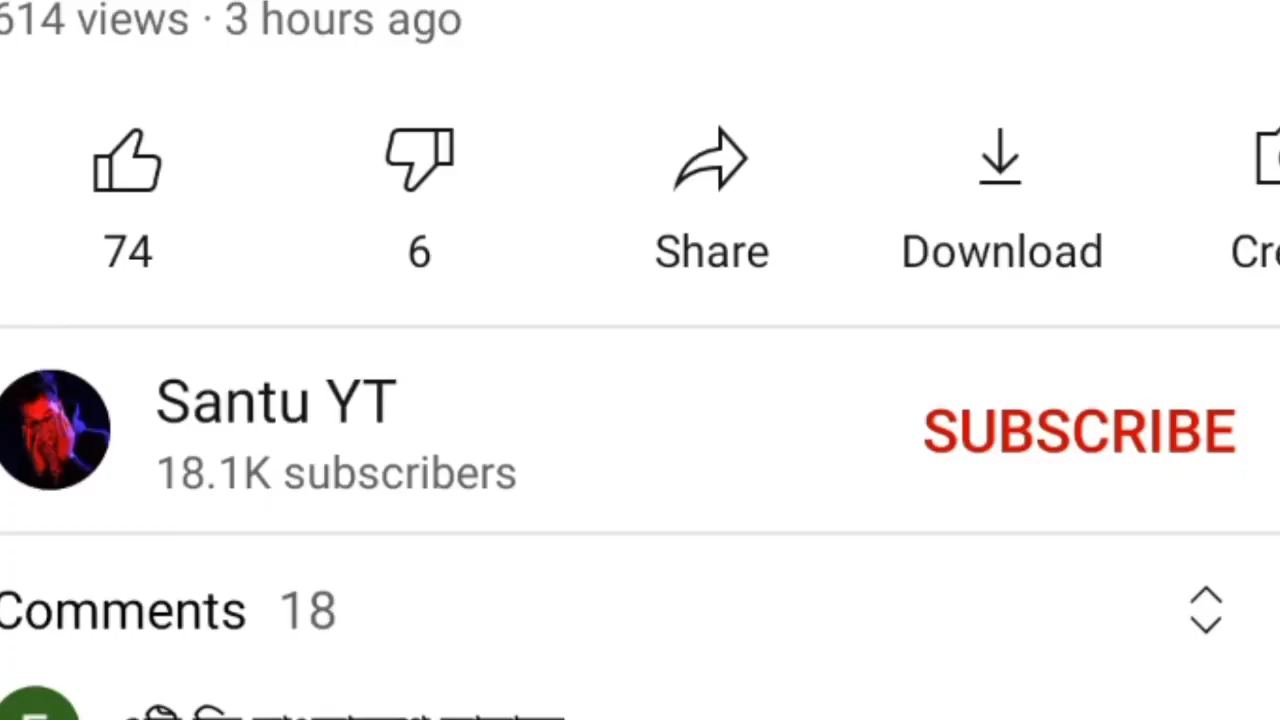 614 views · 3 hours ago
74
6
Share
Download
Santu YT
18.1K subscribers
SUBSCRIBE
Comments 18